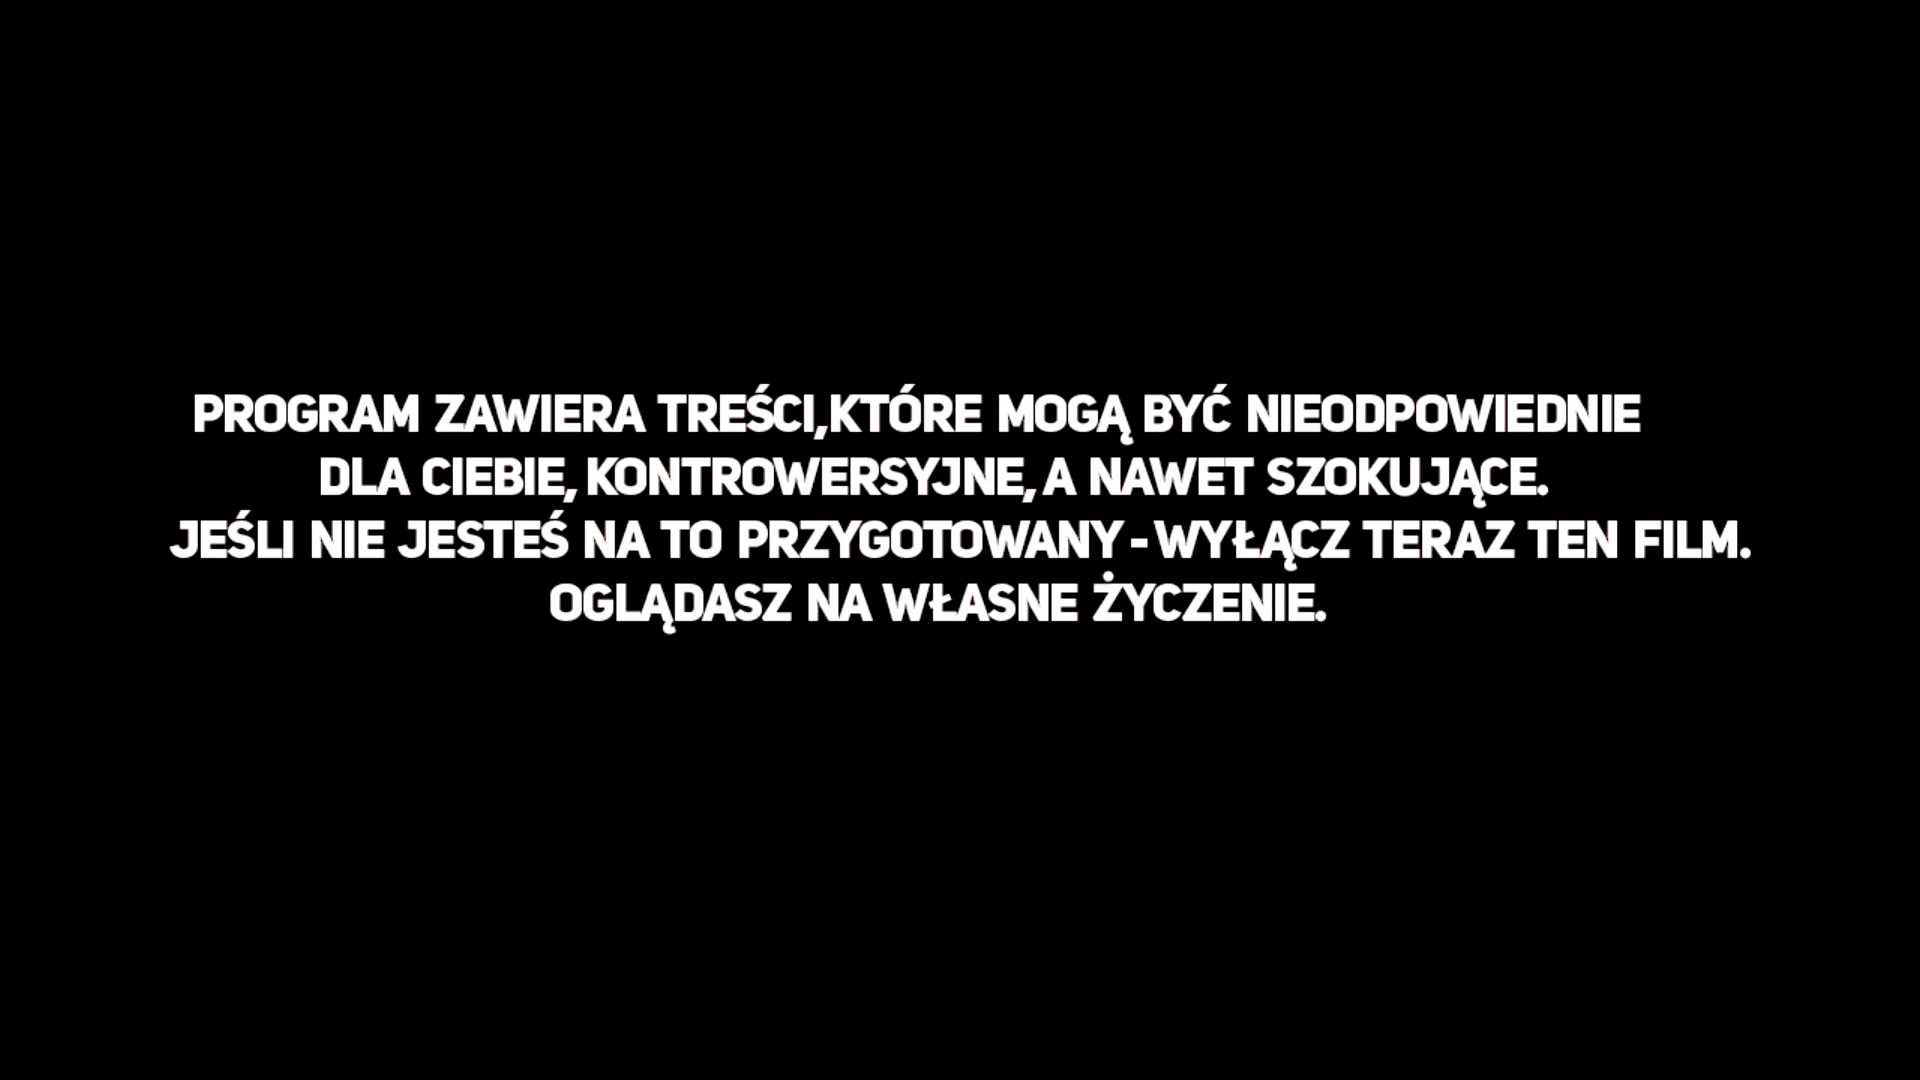 PROGRAM ZAWIERA TREŚCI,KTÓRE MOGĄ BYĆ NIEODPOWIEDNIE
DLA CIEBIE, KONTROWERSYJNE, A NAWET SZOKUJĄCE.
JEŚLI NIE JESTEŚ NA TO PRZYGOTOWANY - WYŁĄCZ TERAZ TEN FILM.
OGLĄDASZ NA WŁASNE ŻYCZENIE.